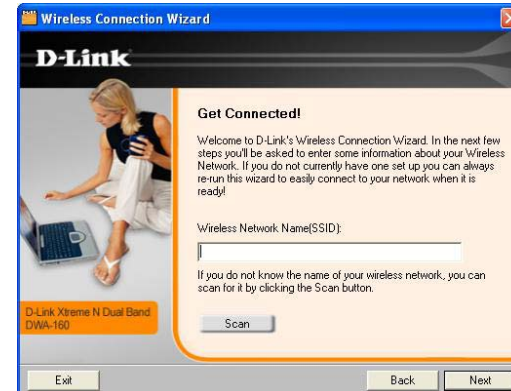 Wireless Connection Wizard
D-Link
Get Connected!
Welcome to D-Link's Wireless Connection Wizard. In the next few
steps you'll be asked to enter some information about your Wireless
Network. If you do not currently have one set up you can always
re-run this wizard to easily connect to your network when it is
ready!
Wireless Network Name(SSID):
If you do not know the name of your wireless network, you can
scan for it by clicking the Scan button.
Scan
D-Link Xtreme N Dual Band
DWA-160
Exit
Back
Next